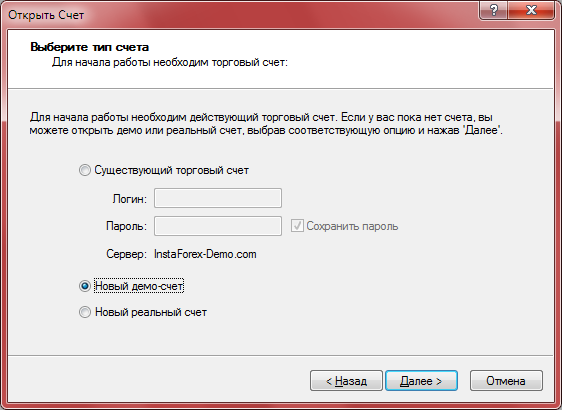 Открыть Счет
Выберите тип счета
Для начала работы необходим торговый счет:
Для начала работы необходим действующий торговый счет. Если у вас пока нет счета, вы
можете открыть демо или реальный счет, выбрав соответствующую опцию и нажав 'Далее'.
Существующий торговый счет
Логин:
Пароль:
Сохранить пароль
Сервер: InstaForex-Demo.com
Новый демо-счет
Новый реальный счет
< Назад Далее > Отмена